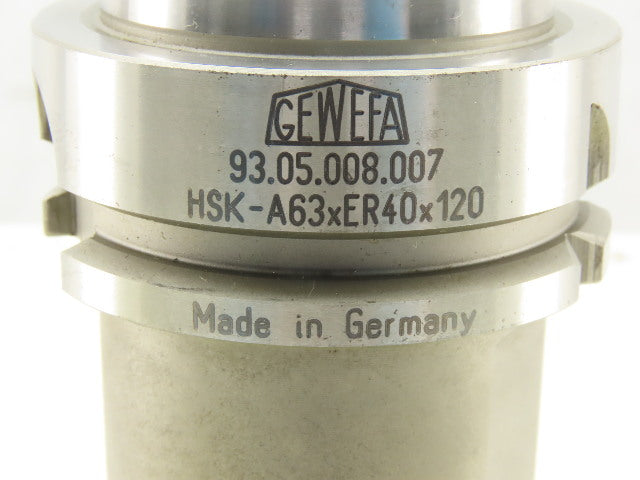 GEWEFA
93.05.008.007
HSK-A63xER40x120
Made in Germany